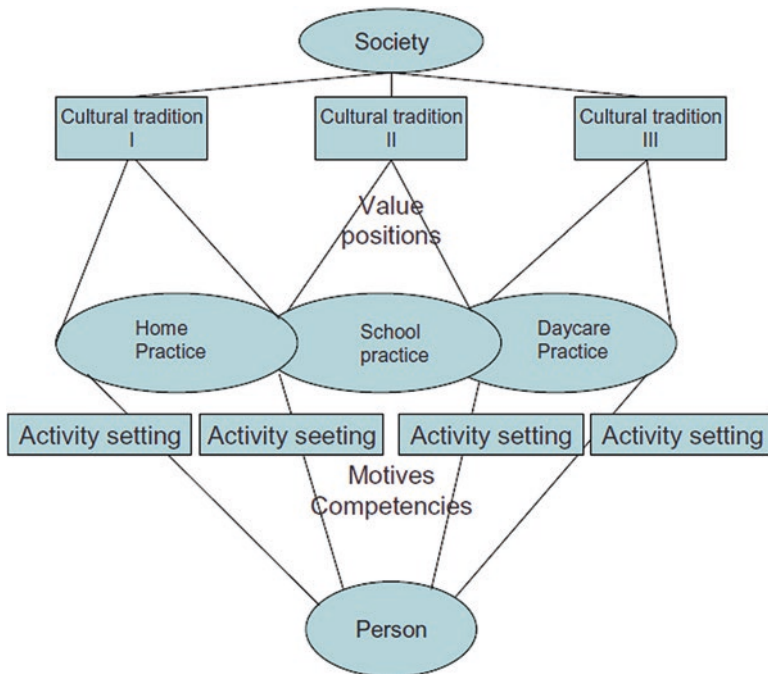 Society
Cultural tradition
I
Cultural tradition
II
Cultural tradition
III
Value
positions
Home
Practice
School
practice
Daycare
Practice
Activity setting
Activity seeting
Activity setting
Activity setting
Motives
Competencies
Person